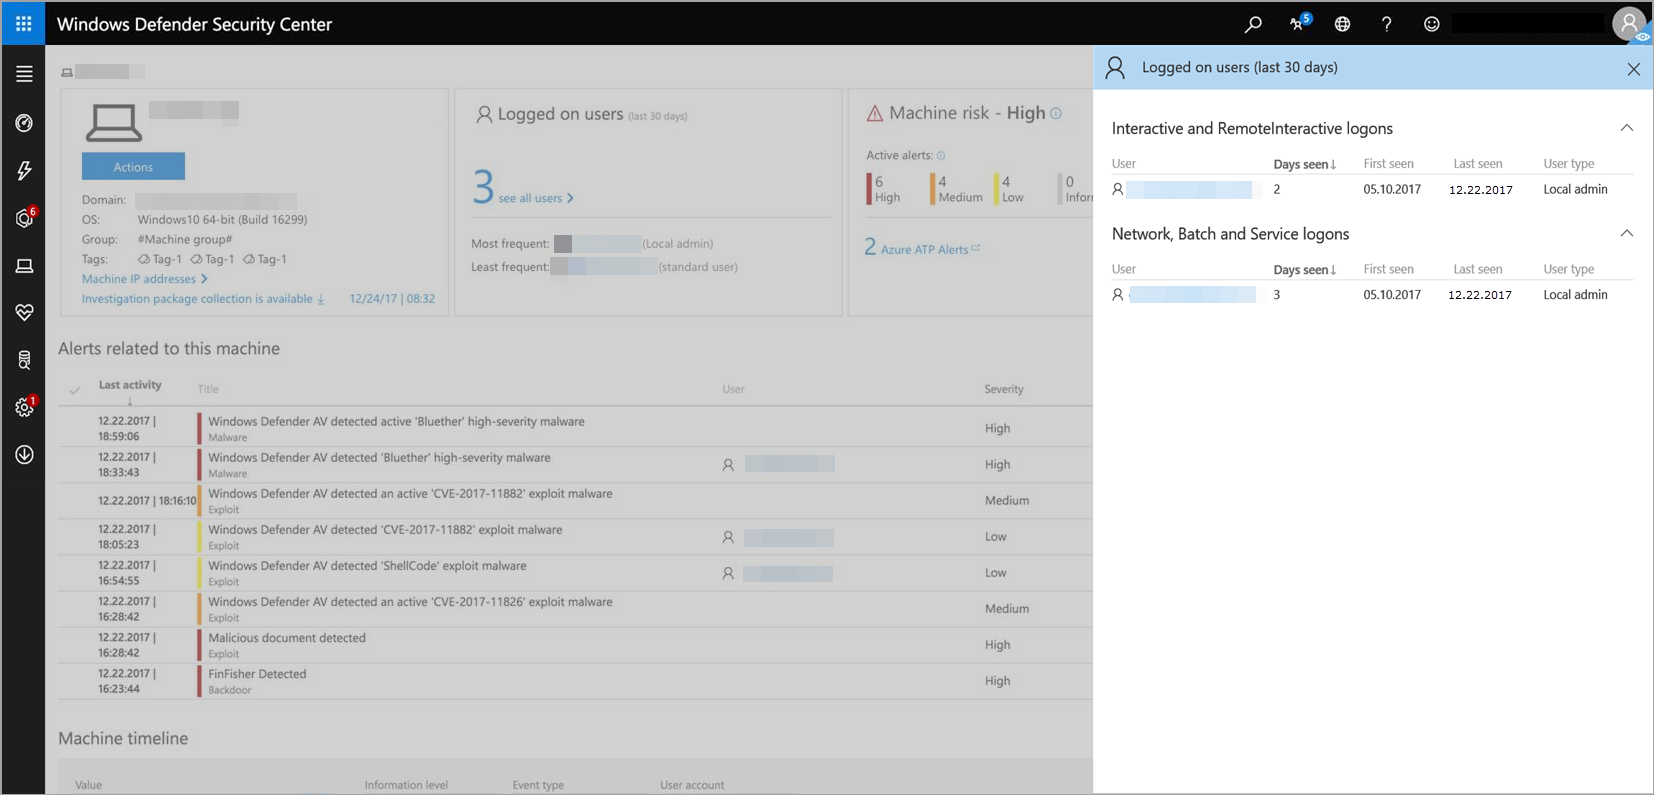 Windows Defender Security Center
5
?
6
1
Actions
Domain:
OS: Windows10 64-bit (Build 16299)
Group: #Machine group#
Tags: Tag-1 Tag-1 Tag-1
Machine IP addresses
Investigation package collection is available 12/24/17 | 08:32
Logged on users (last 30 days)
3 see all users
Most frequent: (Local admin)
Least frequent: (standard user)
Machine risk - High
Active alerts:
6 High
4 Medium
4 Low
0 Inforr
2 Azure ATP Alerts
Alerts related to this machine
Last activity Title User Severity
12.22.2017 | 18:59:06 Windows Defender AV detected active 'Bluether' high-severity malware High
Malware
12.22.2017 | 18:33:43 Windows Defender AV detected 'Bluether' high-severity malware High
Malware
12.22.2017 | 18:16:10 Windows Defender AV detected an active 'CVE-2017-11882' exploit malware Medium
Exploit
12.22.2017 | 18:05:23 Windows Defender AV detected 'CVE-2017-11882' exploit malware Low
Exploit
12.22.2017 | 16:54:55 Windows Defender AV detected 'ShellCode' exploit malware Low
Exploit
12.22.2017 | 16:28:42 Windows Defender AV detected an active 'CVE-2017-11826' exploit malware Medium
Exploit
12.22.2017 | 16:28:42 Malicious document detected High
Exploit
12.22.2017 | 16:23:44 FinFisher Detected High
Backdoor
Machine timeline
Value Information level Event type User account
Logged on users (last 30 days)
Interactive and RemoteInteractive logons
User Days seen First seen Last seen User type
2 05.10.2017 12.22.2017 Local admin
Network, Batch and Service logons
User Days seen First seen Last seen User type
3 05.10.2017 12.22.2017 Local admin